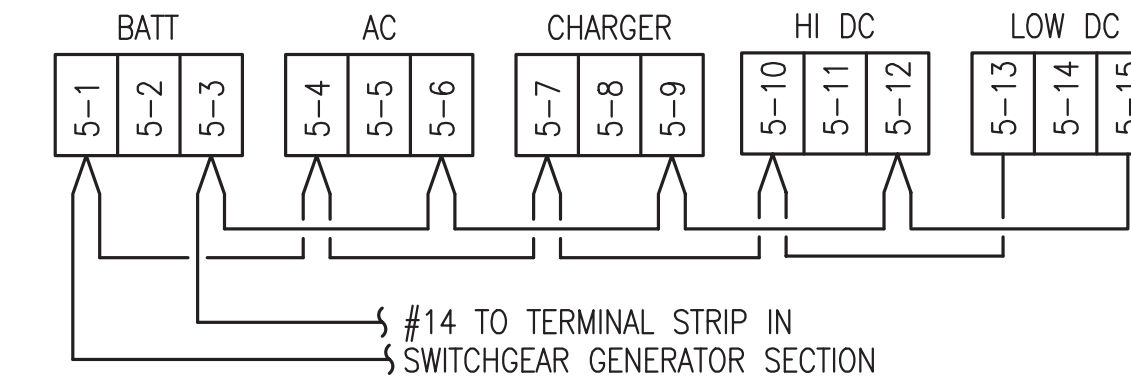 BATT AC CHARGER HI DC LOW DC
5-1 5-2 5-3 5-4 5-5 5-6 5-7 5-8 5-9 5-10 5-11 5-12 5-13 5-14 5-15
#14 TO TERMINAL STRIP IN
SWITCHGEAR GENERATOR SECTION